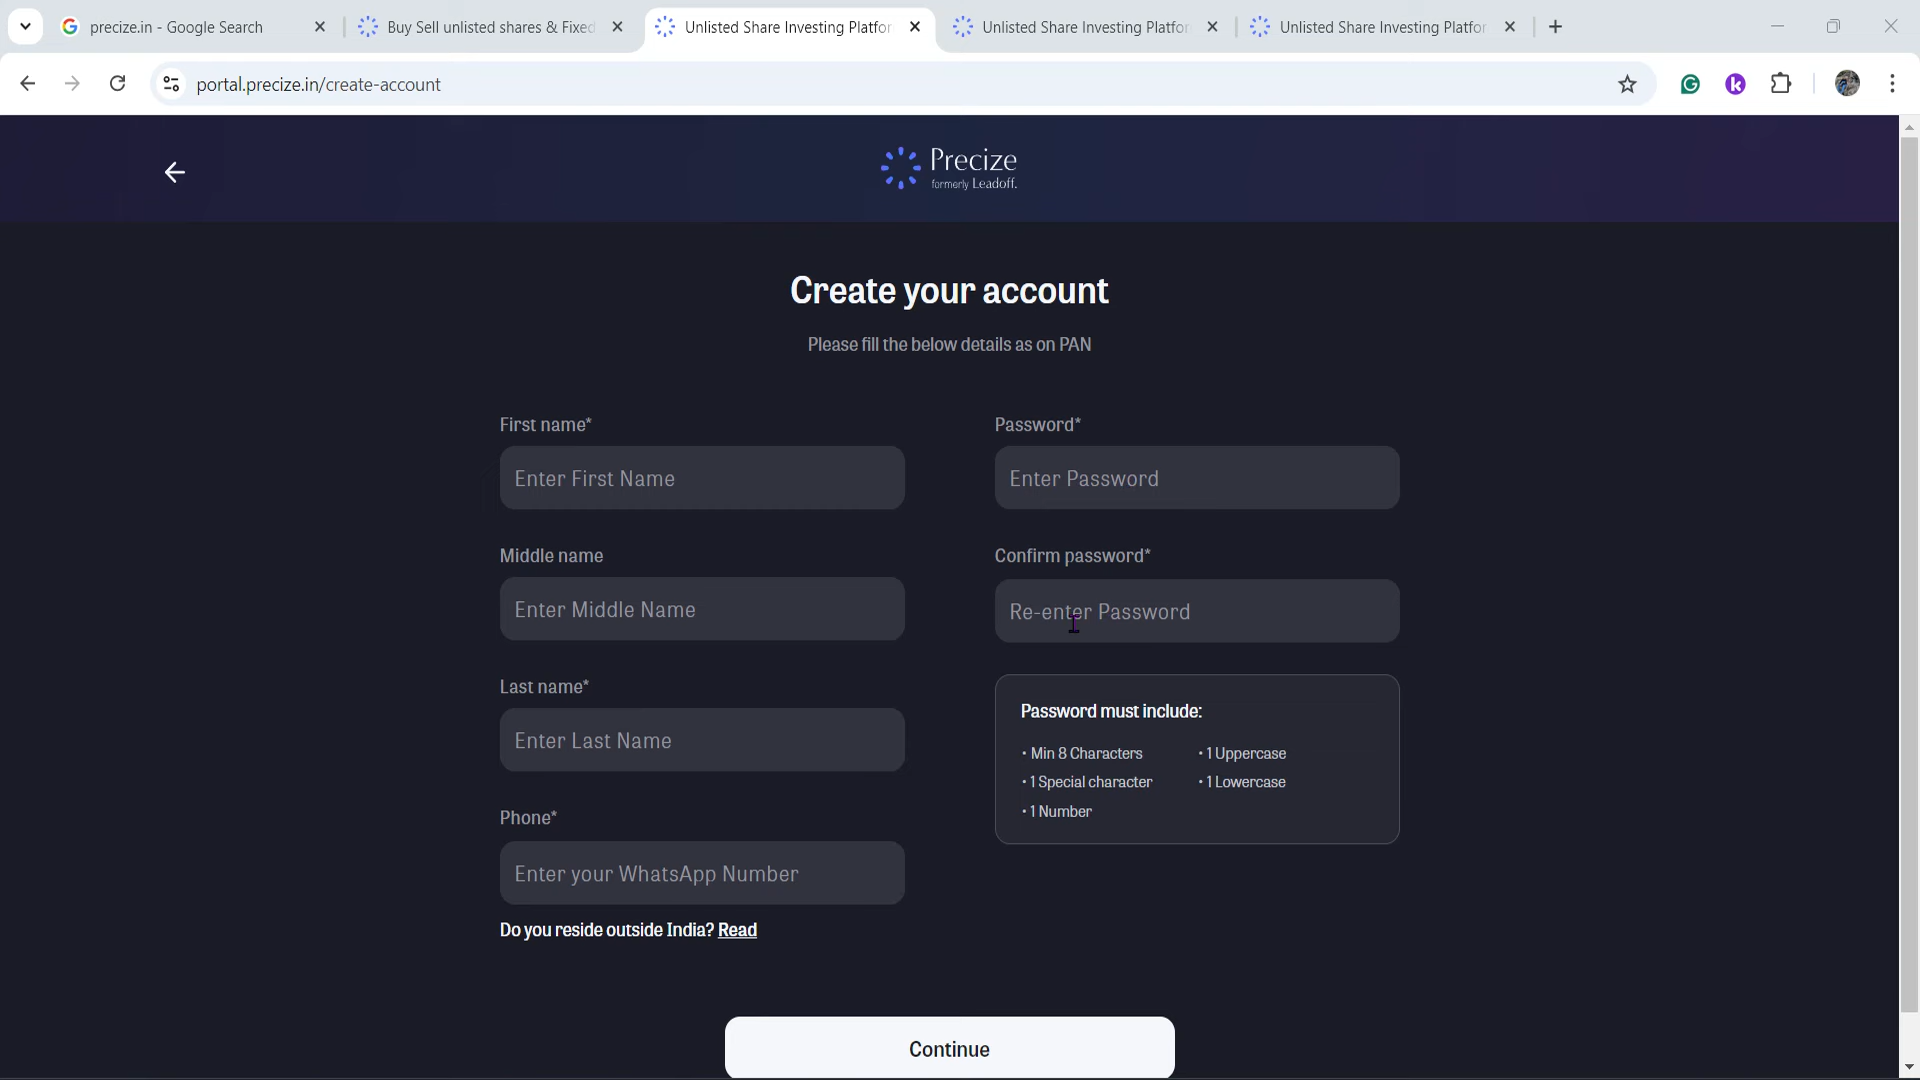 precize.in - Google Search
Buy Sell unlisted shares & Fixed
Unlisted Share Investing Platfor
Unlisted Share Investing Platfor
Unlisted Share Investing Platfor
portal.precize.in/create-account
Precize
formerly Leadoff.
Create your account
Please fill the below details as on PAN
First name*
Enter First Name
Middle name
Enter Middle Name
Last name*
Enter Last Name
Phone*
Enter your WhatsApp Number
Do you reside outside India? Read
Password*
Enter Password
Confirm password*
Re-enter Password
Password must include:
• Min 8 Characters
• 1 Uppercase
• 1 Special character
• 1 Lowercase
• 1 Number
Continue